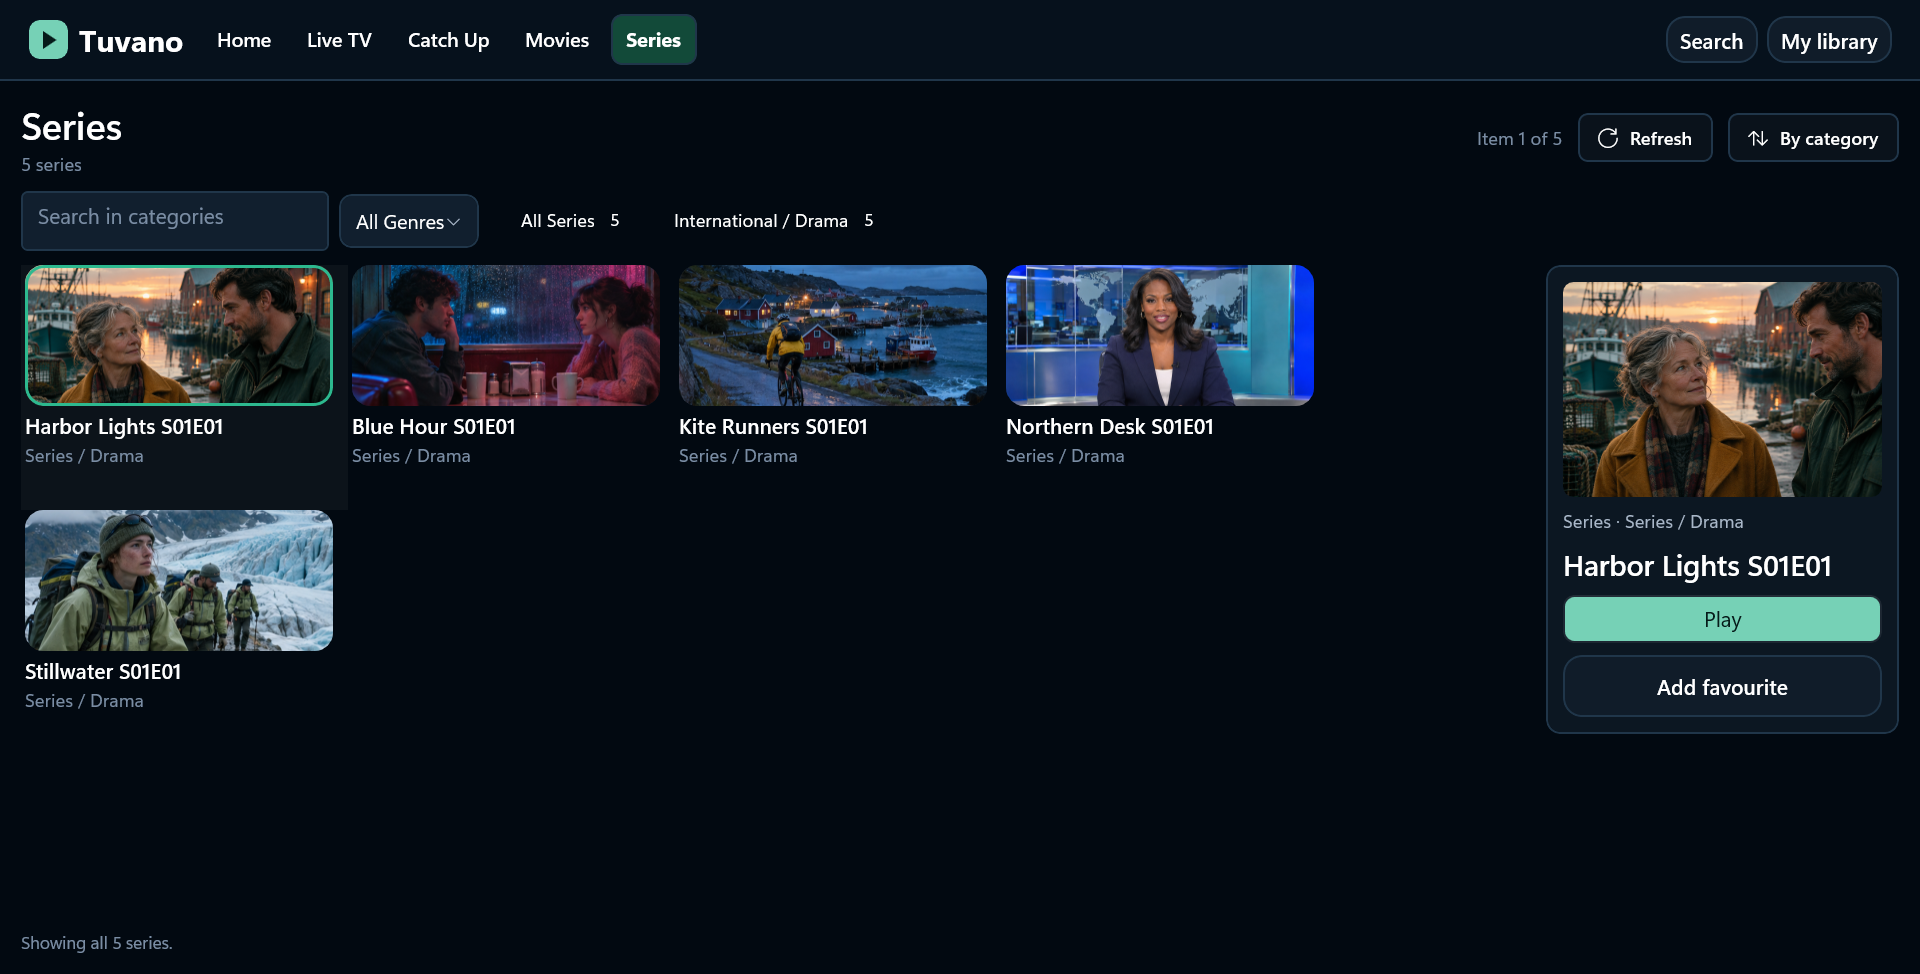 Tuvano
Home
Live TV
Catch Up
Movies
Series
Search
My library
Series
5 series
Item 1 of 5
Refresh
By category
Search in categories
All Genres
All Series 5
International / Drama 5
Harbor Lights S01E01
Series / Drama
Blue Hour S01E01
Series / Drama
Kite Runners S01E01
Series / Drama
Northern Desk S01E01
Series / Drama
Stillwater S01E01
Series / Drama
Series · Series / Drama
Harbor Lights S01E01
Play
Add favourite
Showing all 5 series.